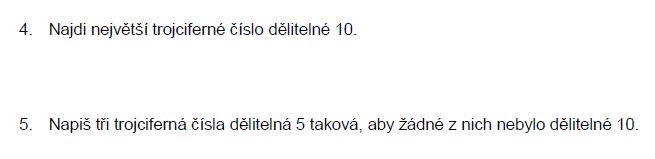 4. Najdi největší trojciferné číslo dělitelné 10.
5. Napiš tři trojciferná čísla dělitelná 5 taková, aby žádné z nich nebylo dělitelné 10.